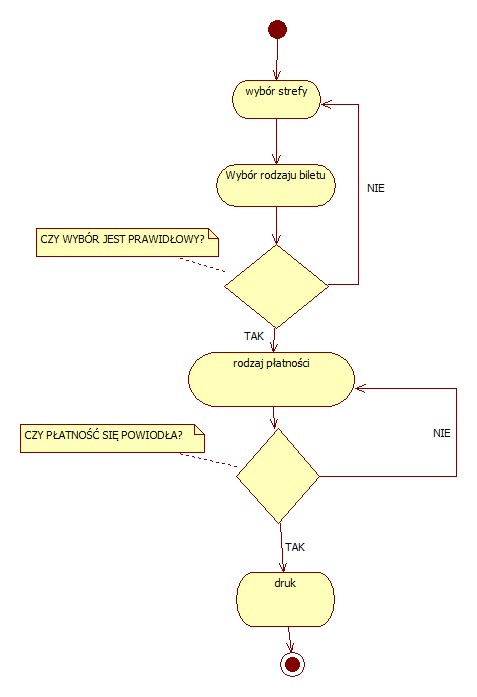 wybór strefy
Wybór rodzaju biletu
NIE
CZY WYBÓR JEST PRAWIDŁOWY?
TAK
rodzaj płatności
CZY PŁATNOŚĆ SIĘ POWIODŁA?
NIE
TAK
druk